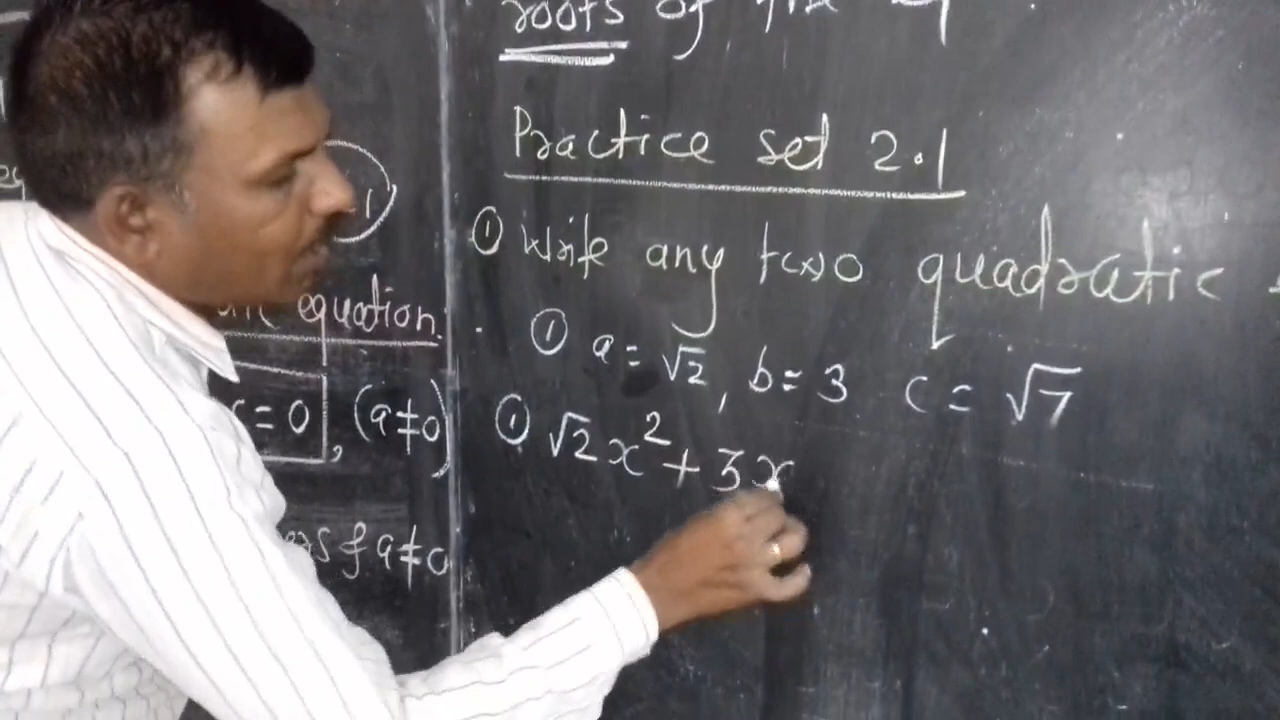 roots of the
Practice set 2.1
① Write any two quadratic
① a = √2, b = 3 c = √7
① √2x² + 3x
equation
c = 0, (a ≠ 0)
& a ≠ 0